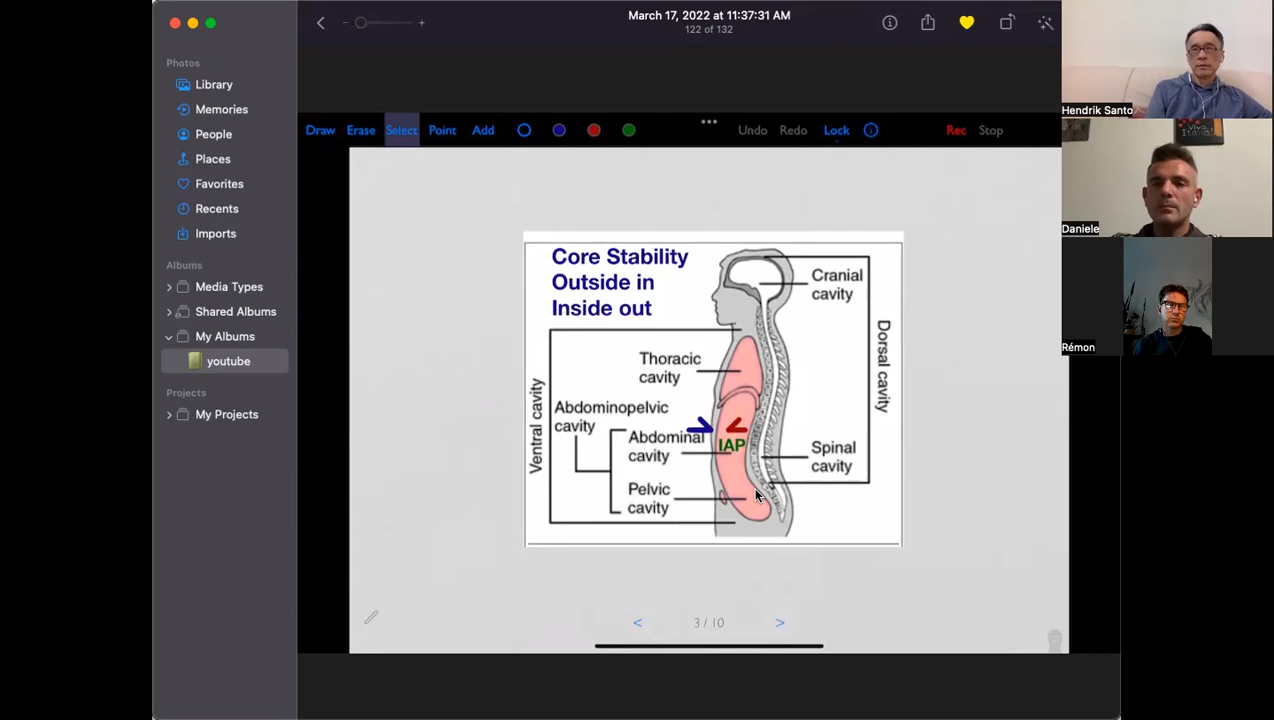 March 17, 2022 at 11:37:31 AM
122 of 132
Photos
Library
Memories
People
Places
Favorites
Recents
Imports
Albums
Media Types
Shared Albums
My Albums
youtube
Projects
My Projects
Draw Erase Select Point Add Undo Redo Lock Rec Stop
Core Stability
Outside in
Inside out
Cranial
cavity
Thoracic
cavity
Dorsal cavity
Ventral cavity
Abdominopelvic
cavity
Abdominal
cavity
IAP
Spinal
cavity
Pelvic
cavity
< 3 / 10 >
Hendrik Santo
Viva
Italia!
Daniele
Rémon